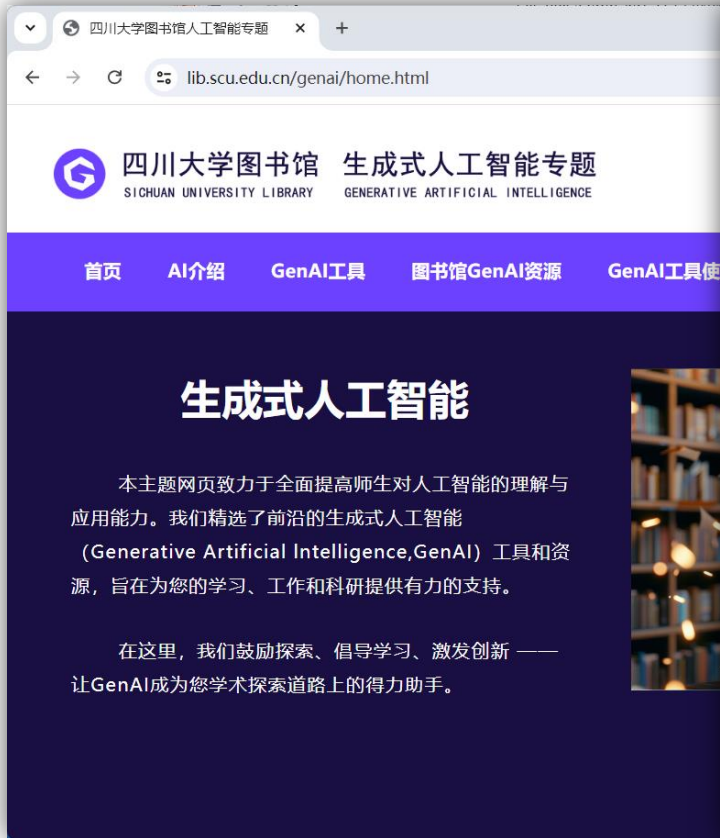 四川大学图书馆人工智能专题
lib.scu.edu.cn/genai/home.html
四川大学图书馆 生成式人工智能专题
SICHUAN UNIVERSITY LIBRARY GENERATIVE ARTIFICIAL INTELLIGENCE
首页 AI介绍 GenAI工具 图书馆GenAI资源 GenAI工具使
生成式人工智能
本主题网页致力于全面提高师生对人工智能的理解与
应用能力。我们精选了前沿的生成式人工智能
（Generative Artificial Intelligence,GenAI）工具和资
源，旨在为您的学习、工作和科研提供有力的支持。
在这里，我们鼓励探索、倡导学习、激发创新 ——
让GenAI成为您学术探索道路上的得力助手。